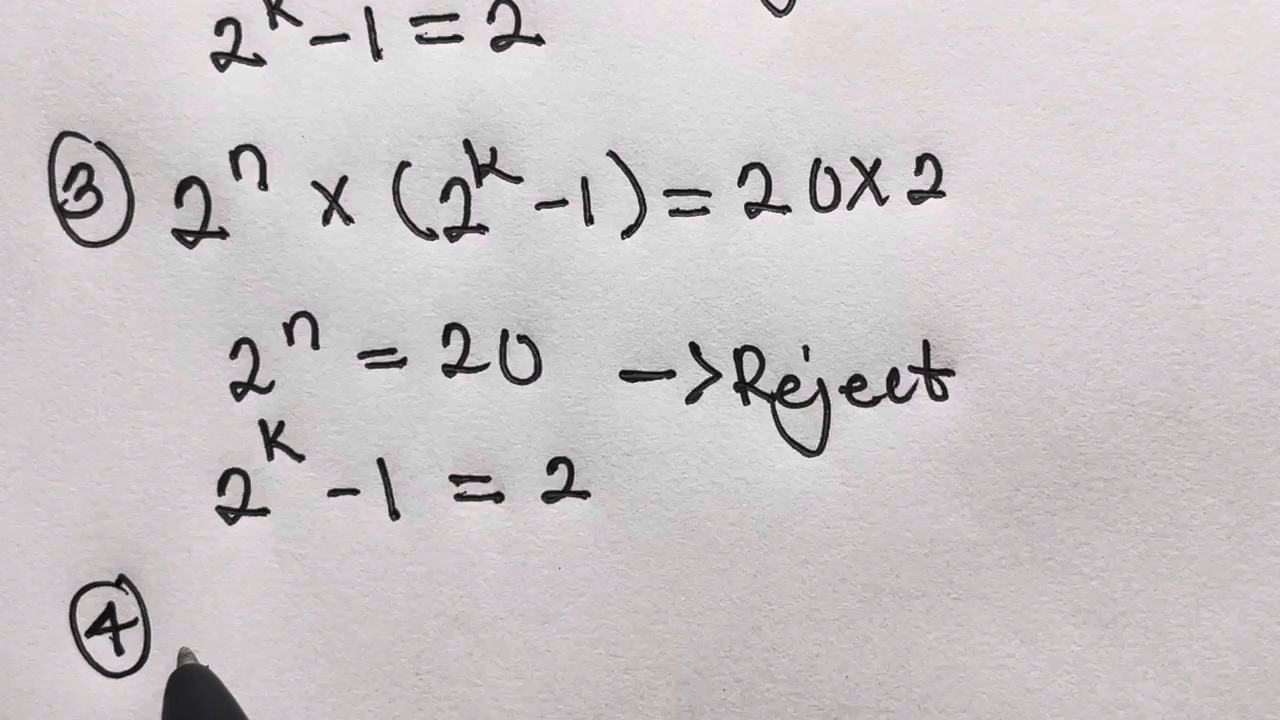 2^k - 1 = 2
③ 2^n × (2^k - 1) = 20 × 2
2^n = 20 -> Reject
2^k - 1 = 2
④